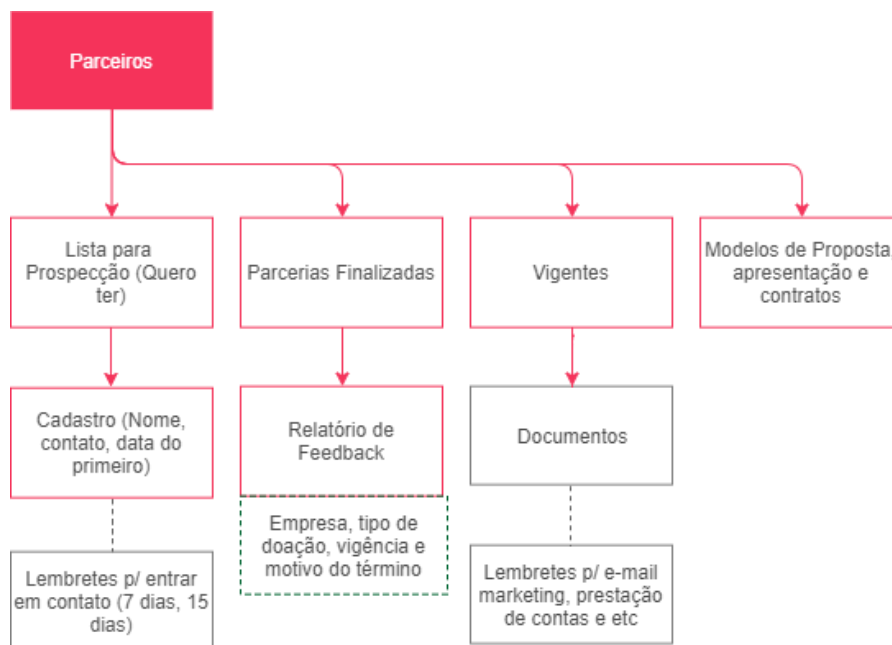 Parceiros
Lista para
Prospecção (Quero
ter)
Parcerias Finalizadas
Vigentes
Modelos de Proposta,
apresentação e
contratos
Cadastro (Nome,
contato, data do
primeiro)
Relatório de
Feedback
Documentos
Empresa, tipo de
doação, vigência e
motivo do término
Lembretes p/ entrar
em contato (7 dias, 15
dias)
Lembretes p/ e-mail
marketing, prestação
de contas e etc